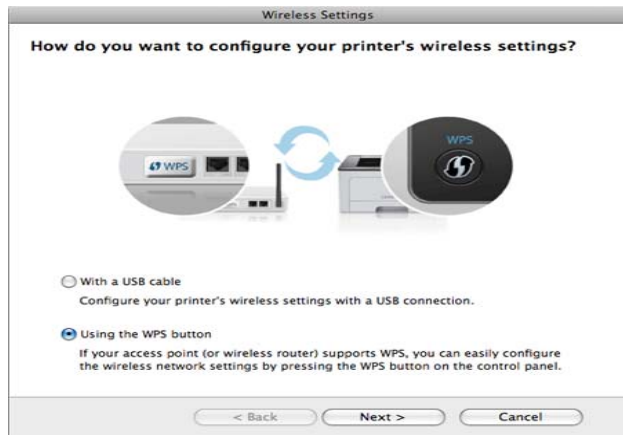 Wireless Settings
How do you want to configure your printer's wireless settings?
WPS
WPS
With a USB cable
Configure your printer's wireless settings with a USB connection.
Using the WPS button
If your access point (or wireless router) supports WPS, you can easily configure
the wireless network settings by pressing the WPS button on the control panel.
< Back
Next >
Cancel